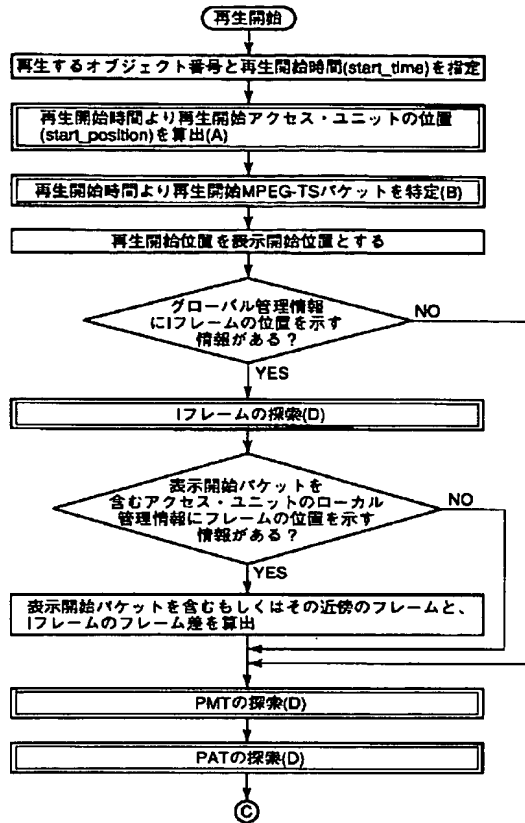 再生開始
再生するオブジェクト番号と再生開始時間(start_time)を指定
再生開始時間より再生開始アクセス・ユニットの位置
(start_position)を算出(A)
再生開始時間より再生開始MPEG-TSパケットを特定(B)
再生開始位置を表示開始位置とする
グローバル管理情報
にIフレームの位置を示す
情報がある？
NO
YES
Iフレームの探索(D)
表示開始パケットを
含むアクセス・ユニットのローカル
管理情報にフレームの位置を示す
情報がある？
NO
YES
表示開始パケットを含むもしくはその近傍のフレームと、
Iフレームのフレーム差を算出
PMTの探索(D)
PATの探索(D)
C